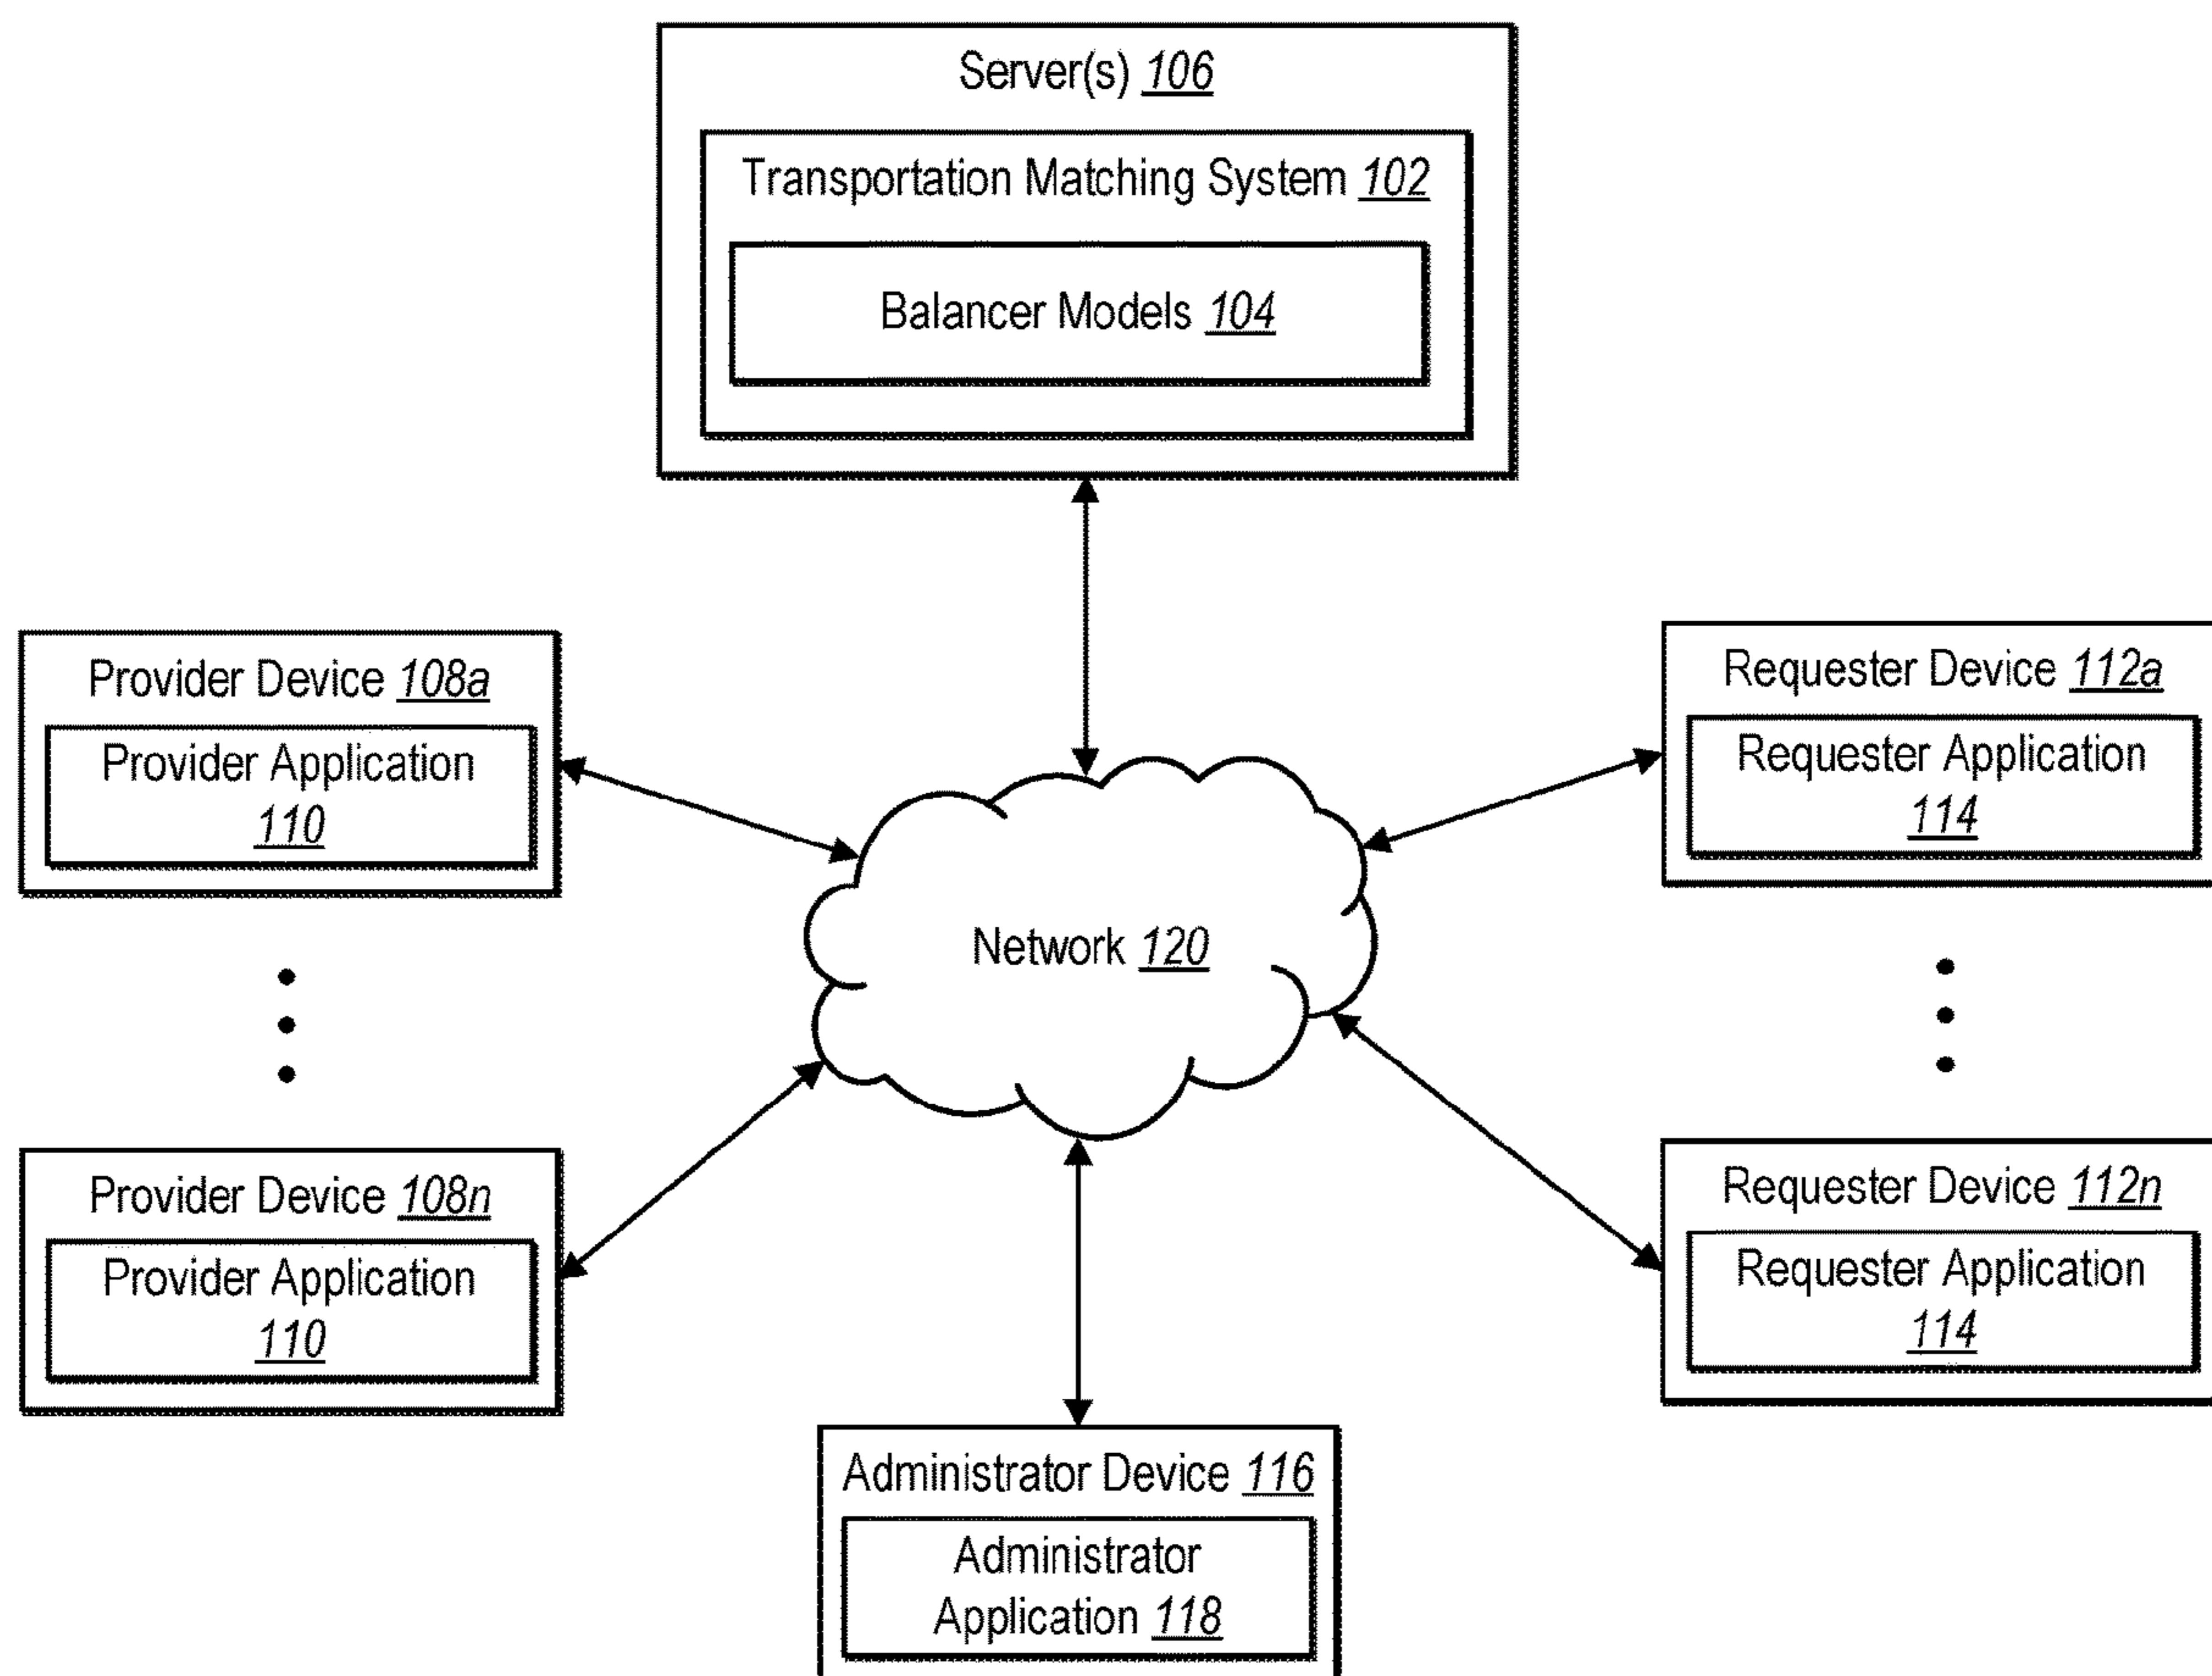 Server(s) 106
Transportation Matching System 102
Balancer Models 104
Provider Device 108a
Provider Application
110
Requester Device 112a
Requester Application
114
Network 120
Provider Device 108n
Provider Application
110
Requester Device 112n
Requester Application
114
Administrator Device 116
Administrator
Application 118